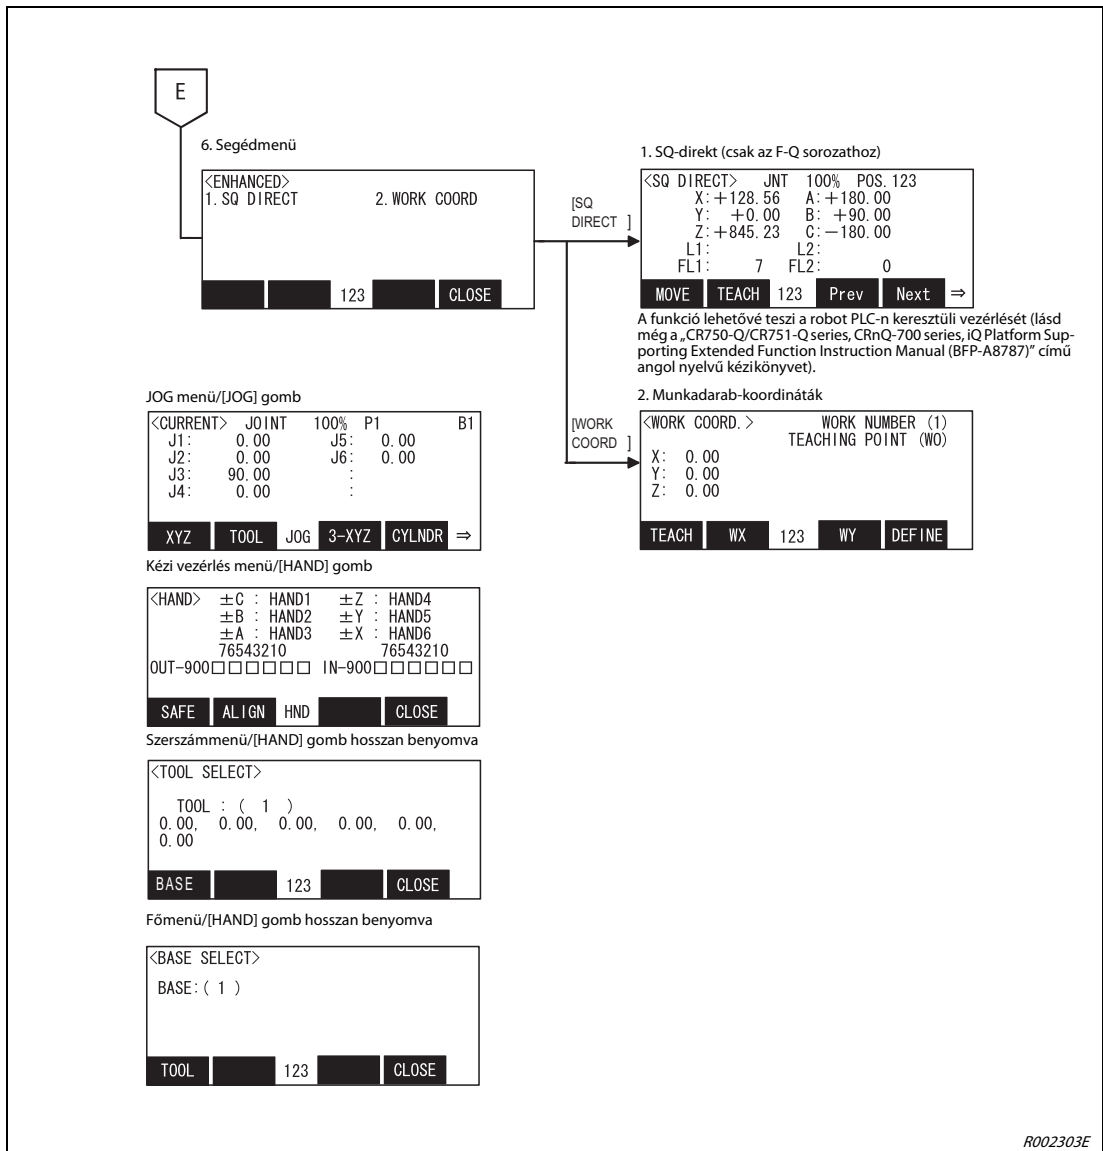 E
6. Segédmenü
<ENHANCED>
1. SQ DIRECT 2. WORK COORD
123 CLOSE
[SQ
DIRECT ]
1. SQ-direkt (csak az F-Q sorozathoz)
<SQ DIRECT> JNT 100% POS. 123
X:+128.56 A:+180.00
Y: +0.00 B: +90.00
Z:+845.23 C:−180.00
L1: L2:
FL1: 7 FL2: 0
MOVE TEACH 123 Prev Next ⇒
A funkció lehetővé teszi a robot PLC-n keresztüli vezérlését (lásd
még a „CR750-Q/CR751-Q series, CRnQ-700 series, iQ Platform Sup-
porting Extended Function Instruction Manual (BFP-A8787)” című
angol nyelvű kézikönyvet).
JOG menü/[JOG] gomb
<CURRENT> JOINT 100% P1 B1
J1: 0.00 J5: 0.00
J2: 0.00 J6: 0.00
J3: 90.00 :
J4: 0.00 :
XYZ TOOL JOG 3-XYZ CYLNDR ⇒
[WORK
COORD ]
2. Munkadarab-koordináták
<WORK COORD. > WORK NUMBER (1)
TEACHING POINT (WO)
X: 0.00
Y: 0.00
Z: 0.00
TEACH WX 123 WY DEFINE
Kézi vezérlés menü/[HAND] gomb
<HAND> ±C : HAND1 ±Z : HAND4
±B : HAND2 ±Y : HAND5
±A : HAND3 ±X : HAND6
76543210 76543210
OUT-900□□□□□□ IN-900□□□□□□
SAFE ALIGN HND CLOSE
Szerszámmenü/[HAND] gomb hosszan benyomva
<TOOL SELECT>
TOOL : ( 1 )
0.00, 0.00, 0.00, 0.00, 0.00,
0.00
BASE 123 CLOSE
Főmenü/[HAND] gomb hosszan benyomva
<BASE SELECT>
BASE:( 1 )
TOOL 123 CLOSE
R002303E